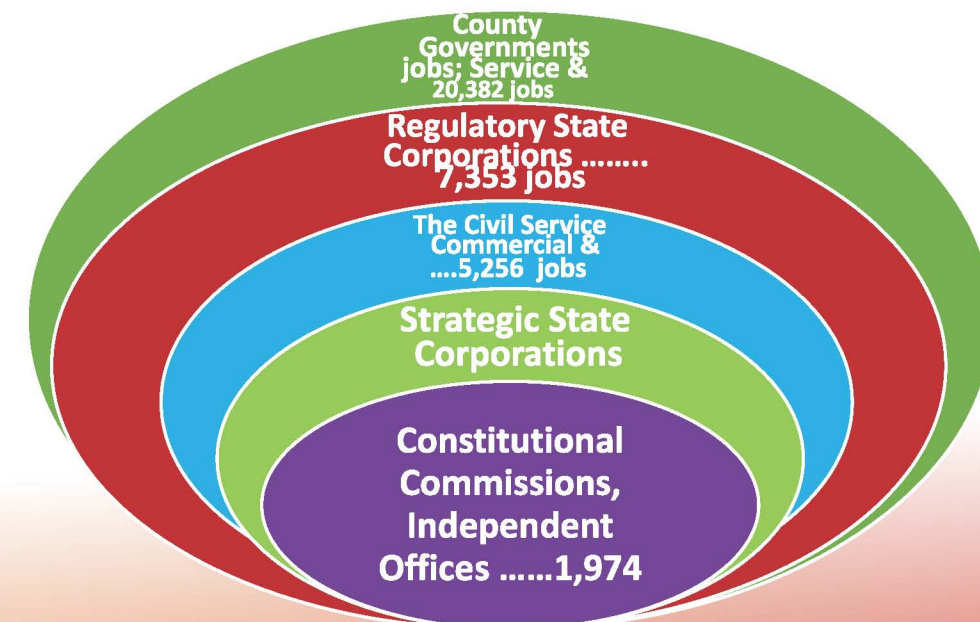 County
Governments
jobs; Service &
20,382 jobs
Regulatory State
Corporations ........
7,353 jobs
The Civil Service
Commercial &
....5,256 jobs
Strategic State
Corporations
Constitutional
Commissions,
Independent
Offices ......1,974